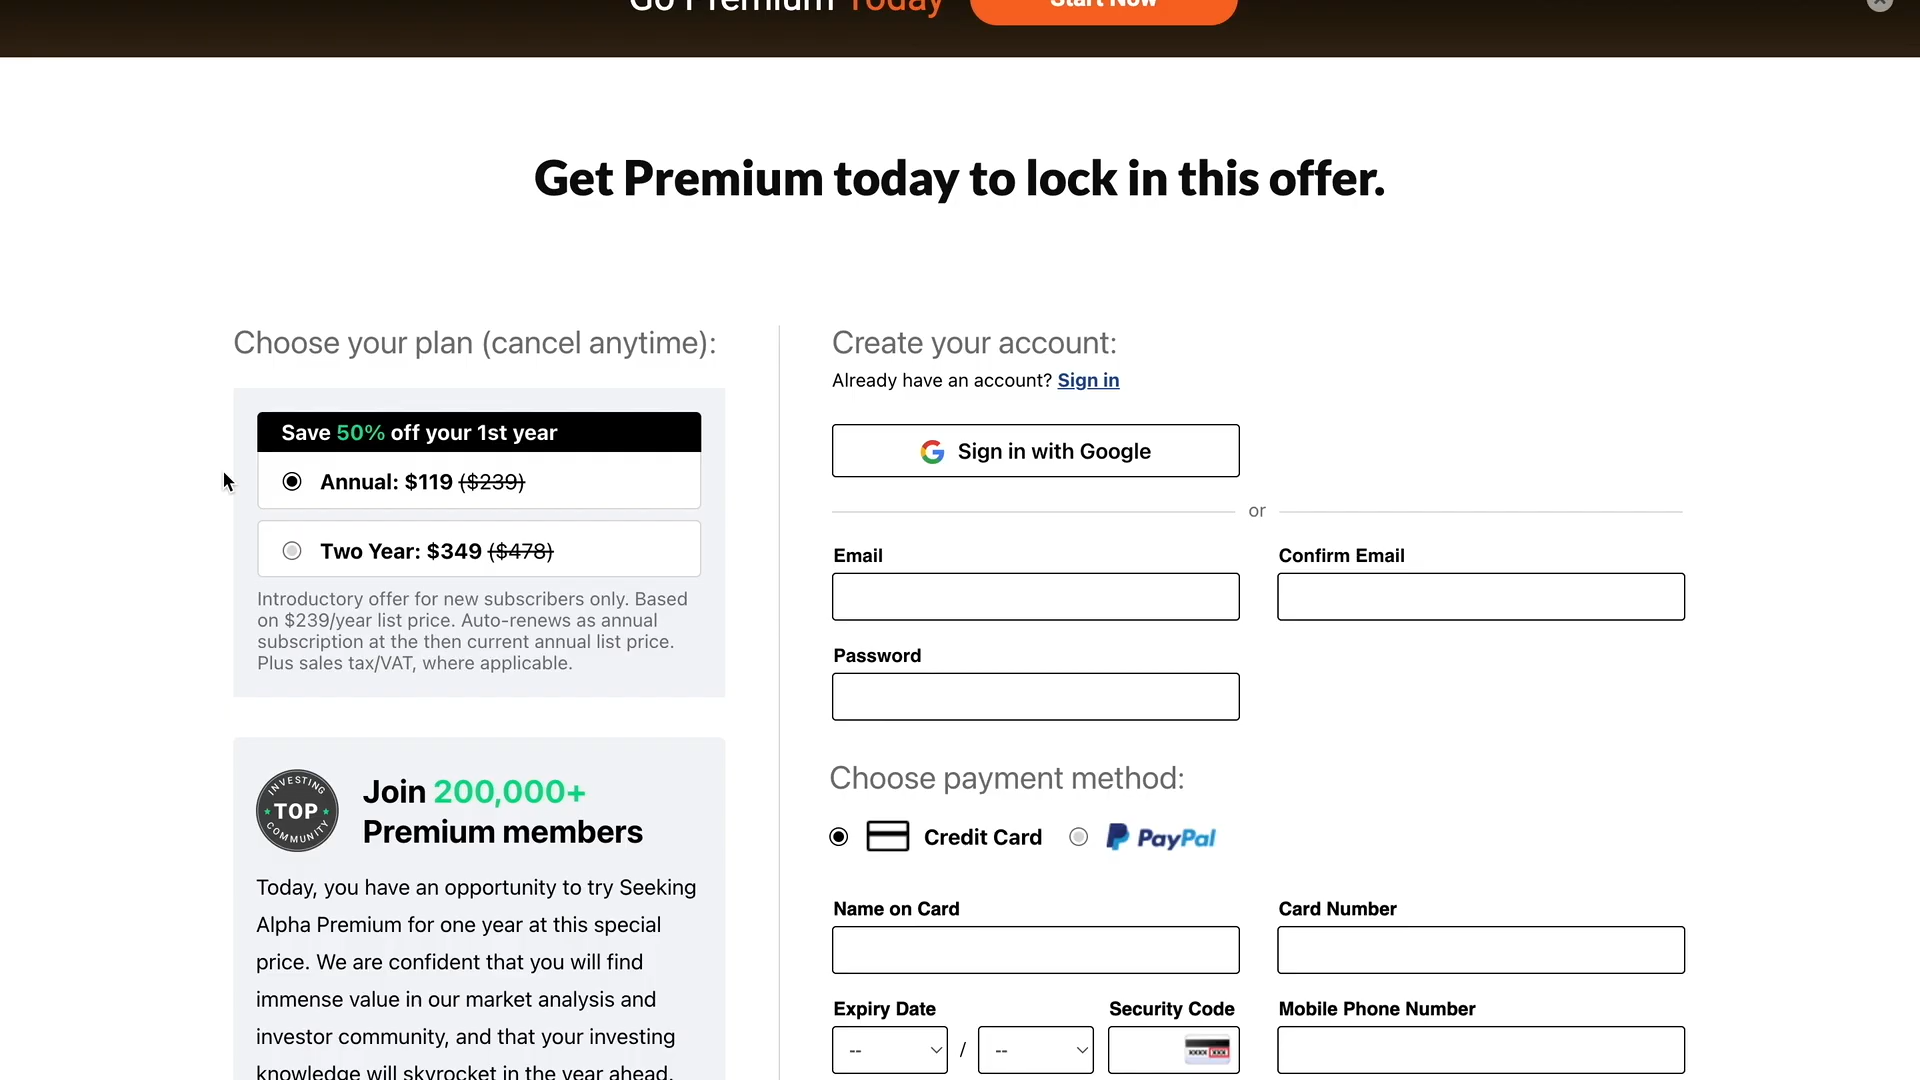 Go Premium Today
Start Now
Get Premium today to lock in this offer.
Choose your plan (cancel anytime):
Save 50% off your 1st year
Annual: $119 ($239)
Two Year: $349 ($478)
Introductory offer for new subscribers only. Based
on $239/year list price. Auto-renews as annual
subscription at the then current annual list price.
Plus sales tax/VAT, where applicable.
INVESTING
TOP
COMMUNITY
Join 200,000+
Premium members
Today, you have an opportunity to try Seeking
Alpha Premium for one year at this special
price. We are confident that you will find
immense value in our market analysis and
investor community, and that your investing
knowledge will skyrocket in the year ahead.
Create your account:
Already have an account? Sign in
Sign in with Google
or
Email
Confirm Email
Password
Choose payment method:
Credit Card
PayPal
Name on Card
Card Number
Expiry Date
Security Code
Mobile Phone Number
-- / --
XXXX XXX